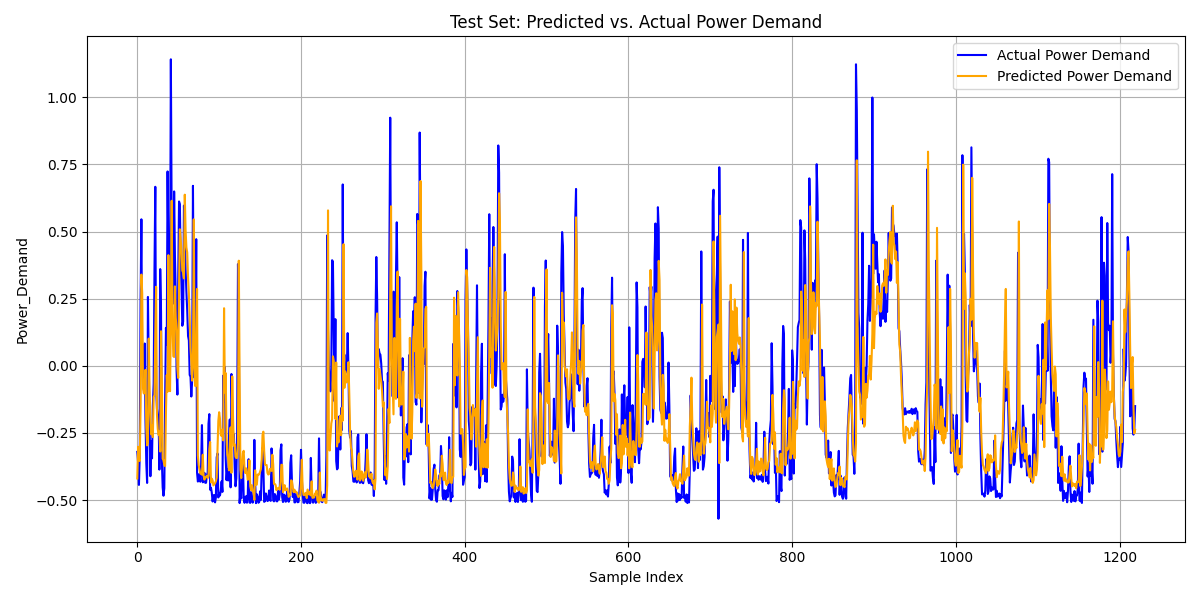 Test Set: Predicted vs. Actual Power Demand
Actual Power Demand
Predicted Power Demand
Power_Demand
1.00
0.75
0.50
0.25
0.00
−0.25
−0.50
0 200 400 600 800 1000 1200
Sample Index